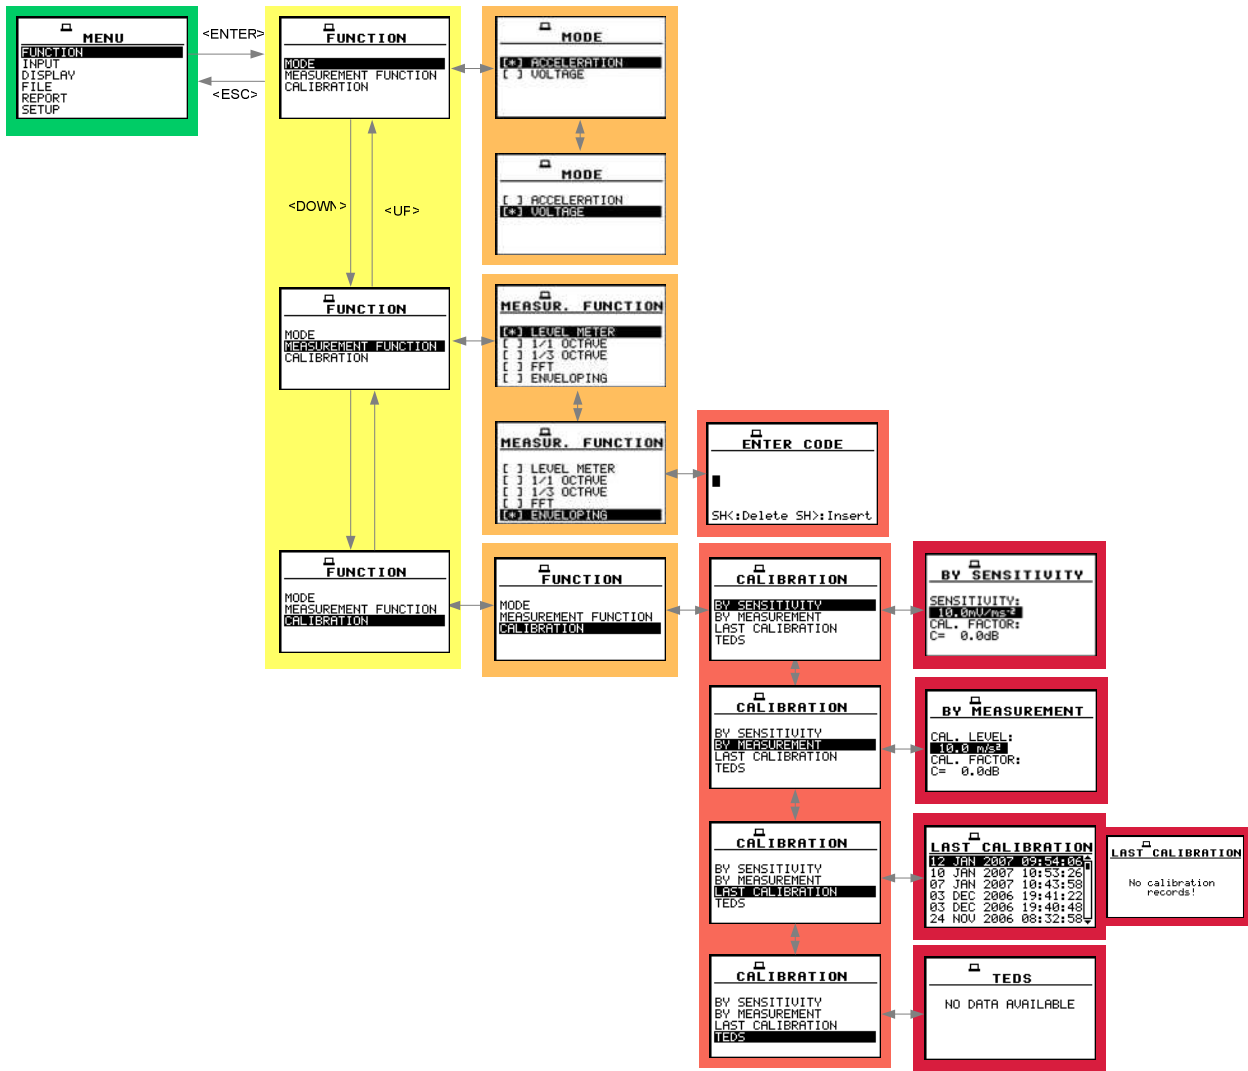 MENU
FUNCTION
INPUT
DISPLAY
FILE
REPORT
SETUP
<ENTER>
<ESC>
FUNCTION
MODE
MEASUREMENT FUNCTION
CALIBRATION
MODE
[*] ACCELERATION
[ ] VOLTAGE
MODE
[ ] ACCELERATION
[*] VOLTAGE
<DOWN>
<UP>
FUNCTION
MODE
MEASUREMENT FUNCTION
CALIBRATION
MEASUR. FUNCTION
[*] LEVEL METER
[ ] 1/1 OCTAVE
[ ] 1/3 OCTAVE
[ ] FFT
[ ] ENVELOPING
MEASUR. FUNCTION
[ ] LEVEL METER
[ ] 1/1 OCTAVE
[ ] 1/3 OCTAVE
[ ] FFT
[*] ENVELOPING
ENTER CODE
SH<:Delete SH>:Insert
FUNCTION
MODE
MEASUREMENT FUNCTION
CALIBRATION
FUNCTION
MODE
MEASUREMENT FUNCTION
CALIBRATION
CALIBRATION
BY SENSITIVITY
BY MEASUREMENT
LAST CALIBRATION
TEDS
BY SENSITIVITY
SENSITIVITY:
10.0mV/ms⁻²
CAL. FACTOR:
C= 0.0dB
CALIBRATION
BY SENSITIVITY
BY MEASUREMENT
LAST CALIBRATION
TEDS
BY MEASUREMENT
CAL. LEVEL:
10.0 m/s²
CAL. FACTOR:
C= 0.0dB
CALIBRATION
BY SENSITIVITY
BY MEASUREMENT
LAST CALIBRATION
TEDS
LAST CALIBRATION
12 JAN 2007 09:54:06
10 JAN 2007 10:53:26
07 JAN 2007 10:43:58
03 DEC 2006 19:41:22
03 DEC 2006 19:40:48
24 NOV 2006 08:32:58
LAST CALIBRATION
No calibration
records!
CALIBRATION
BY SENSITIVITY
BY MEASUREMENT
LAST CALIBRATION
TEDS
TEDS
NO DATA AVAILABLE